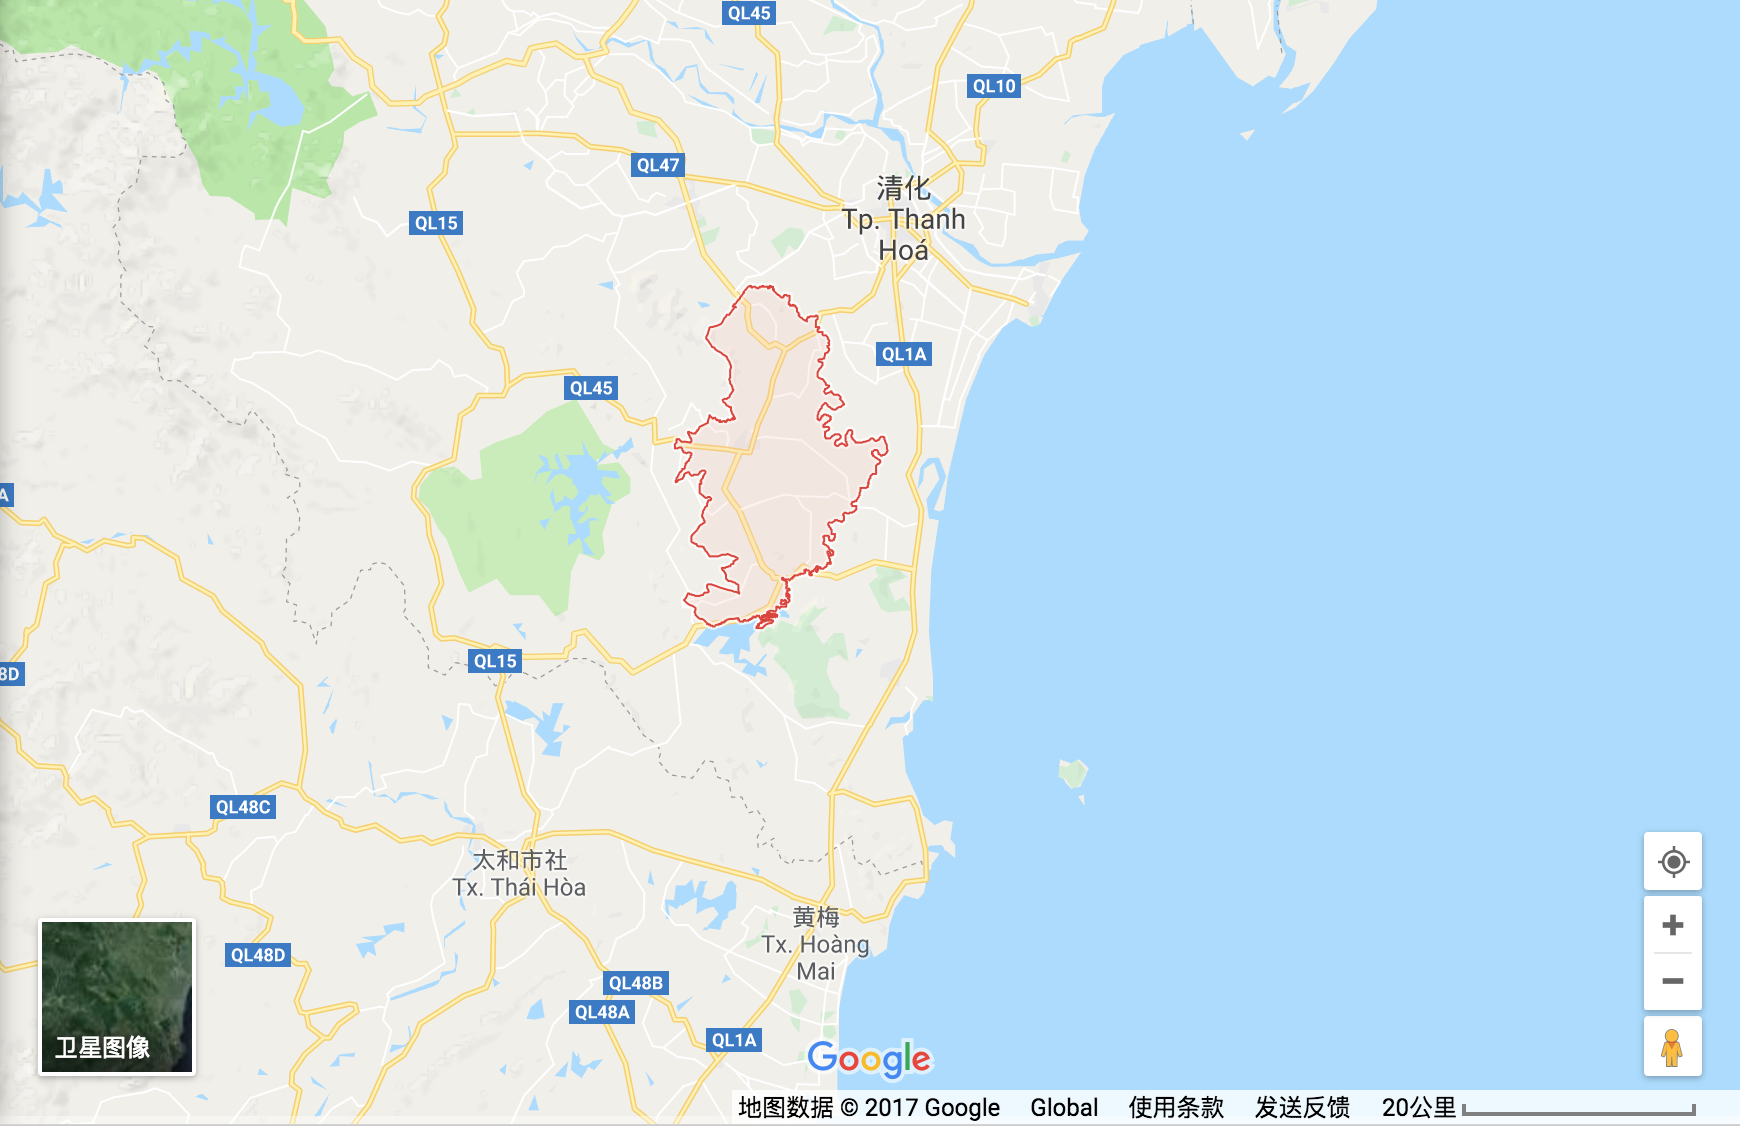 QL45
QL10
QL47
清化
Tp. Thanh
Hoá
QL15
QL1A
QL45
A
8D
QL15
QL48C
太和市社
Tx. Thái Hòa
黄梅
Tx. Hoàng
Mai
QL48D
QL48B
QL48A
QL1A
卫星图像
Google
地图数据 © 2017 Google Global 使用条款 发送反馈 20公里